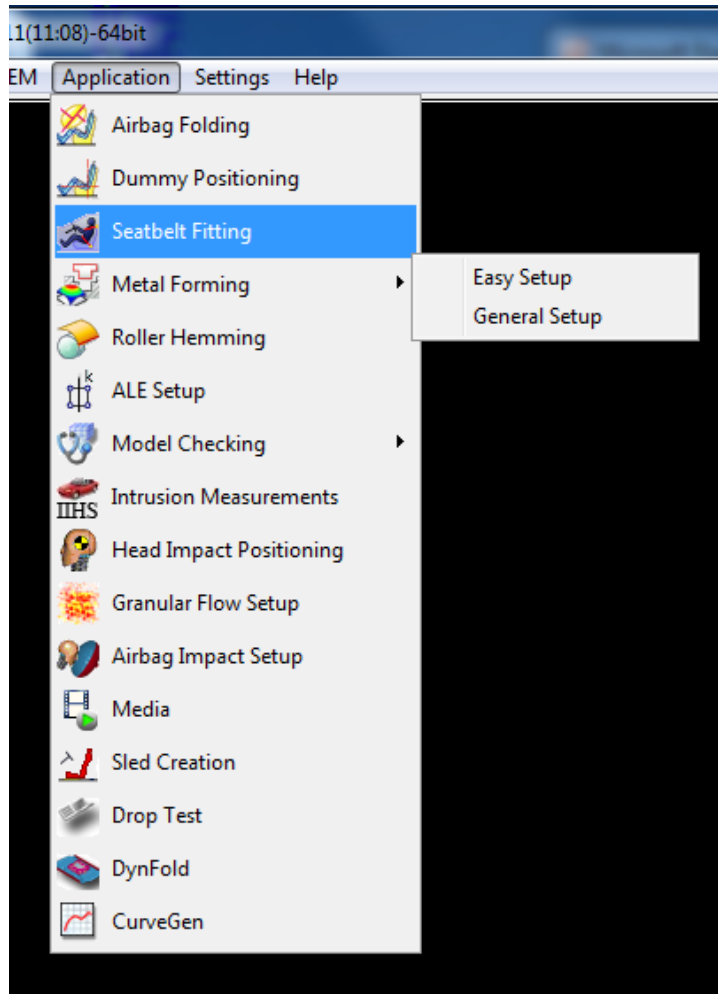 1(11:08)-64bit
EM Application Settings Help
Airbag Folding
Dummy Positioning
Seatbelt Fitting
Metal Forming
Easy Setup
General Setup
Roller Hemming
k
ALE Setup
Model Checking
IIHS
Intrusion Measurements
Head Impact Positioning
Granular Flow Setup
Airbag Impact Setup
Media
Sled Creation
Drop Test
DynFold
CurveGen